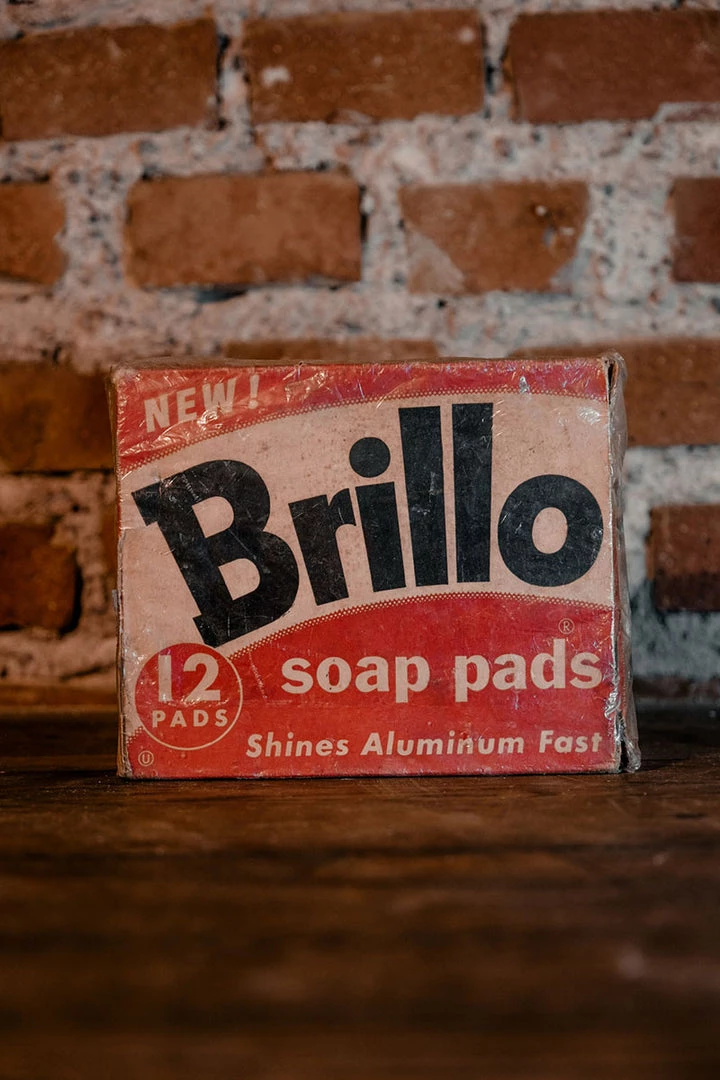 NEW!
Brillo
®
soap pads
12
PADS
Shines Aluminum Fast
Ⓤ